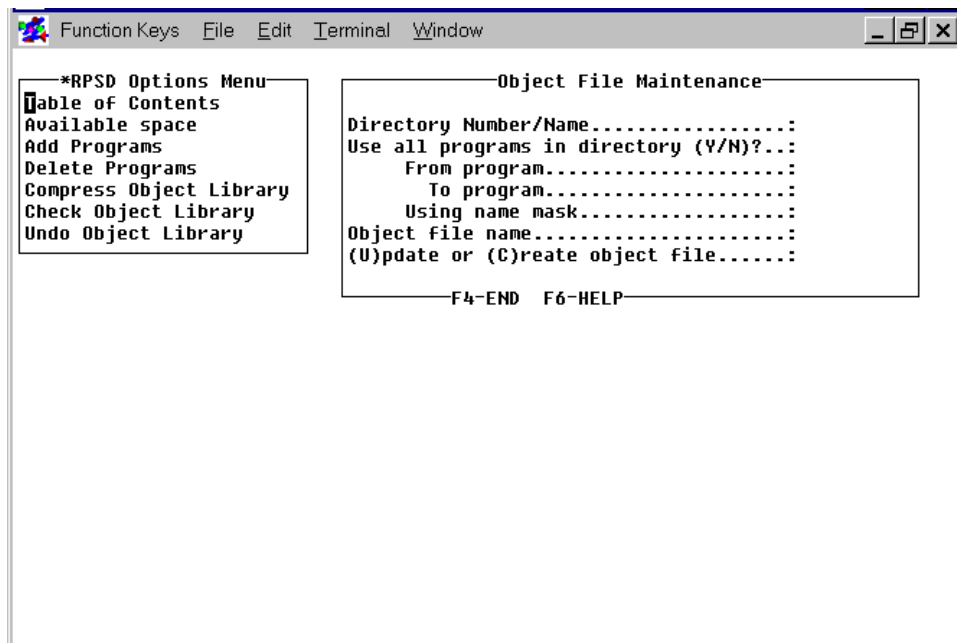 Function Keys File Edit Terminal Window
*RPSD Options Menu
Table of Contents
Available space
Add Programs
Delete Programs
Compress Object Library
Check Object Library
Undo Object Library
Object File Maintenance
Directory Number/Name.................:
Use all programs in directory (Y/N)?..:
From program.....................:
To program.....................:
Using name mask..................:
Object file name......................:
(U)pdate or (C)reate object file......:
F4-END F6-HELP